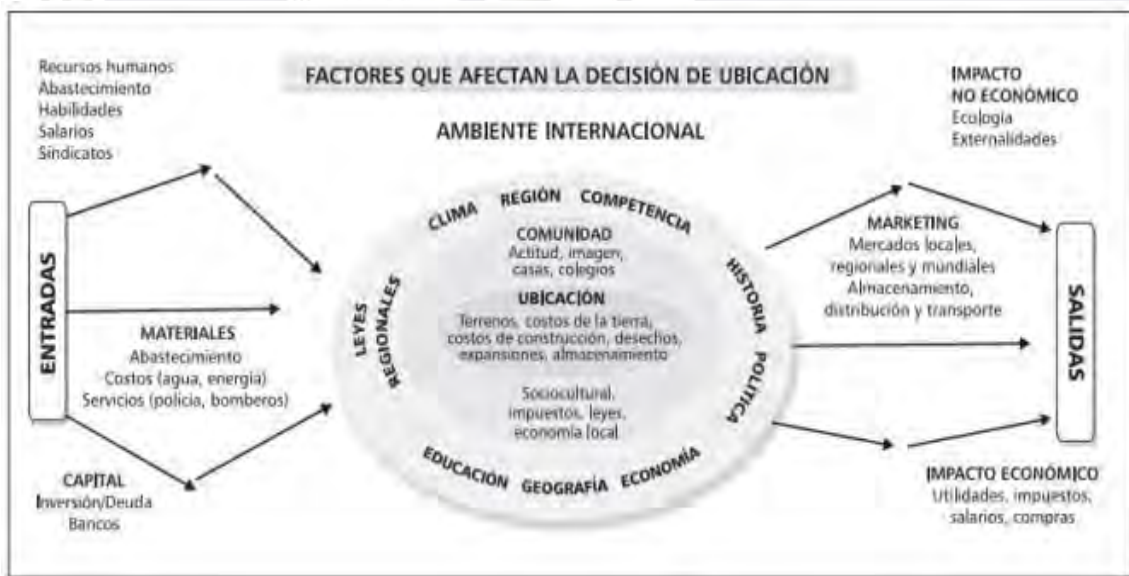 FACTORES QUE AFECTAN LA DECISIÓN DE UBICACIÓN
AMBIENTE INTERNACIONAL
Recursos humanos
Abastecimiento
Habilidades
Salarios
Sindicatos
ENTRADAS
MATERIALES
Abastecimiento
Costos (agua, energía)
Servicios (policía, bomberos)
CAPITAL
Inversión/Deuda
Bancos
LEYES
REGIONALES
CLIMA REGIÓN COMPETENCIA
HISTORIA POLÍTICA
COMUNIDAD
Actitud, imagen,
casas, colegios
UBICACIÓN
Terrenos, costos de la tierra,
costos de construcción, desechos,
expansiones, almacenamiento
Sociocultural,
impuestos, leyes,
economía local
EDUCACIÓN GEOGRAFÍA ECONOMÍA
IMPACTO
NO ECONÓMICO
Ecología
Externalidades
MARKETING
Mercados locales,
regionales y mundiales
Almacenamiento,
distribución y transporte
SALIDAS
IMPACTO ECONÓMICO
Utilidades, impuestos,
salarios, compras